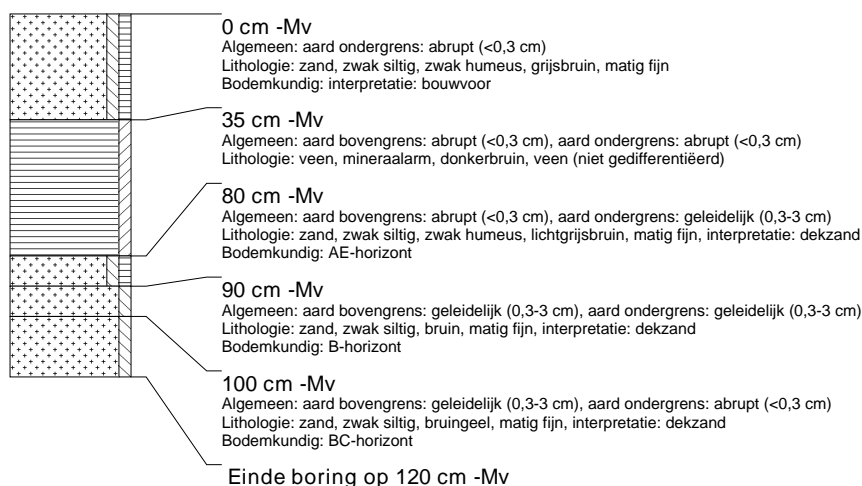 0 cm -Mv
Algemeen: aard ondergrens: abrupt (<0,3 cm)
Lithologie: zand, zwak siltig, zwak humeus, grijsbruin, matig fijn
Bodemkundig: interpretatie: bouwvoor
35 cm -Mv
Algemeen: aard bovengrens: abrupt (<0,3 cm), aard ondergrens: abrupt (<0,3 cm)
Lithologie: veen, mineraalarm, donkerbruin, veen (niet gedifferentiëerd)
80 cm -Mv
Algemeen: aard bovengrens: abrupt (<0,3 cm), aard ondergrens: geleidelijk (0,3-3 cm)
Lithologie: zand, zwak siltig, zwak humeus, lichtgrijsbruin, matig fijn, interpretatie: dekzand
Bodemkundig: AE-horizont
90 cm -Mv
Algemeen: aard bovengrens: geleidelijk (0,3-3 cm), aard ondergrens: geleidelijk (0,3-3 cm)
Lithologie: zand, zwak siltig, bruin, matig fijn, interpretatie: dekzand
Bodemkundig: B-horizont
100 cm -Mv
Algemeen: aard bovengrens: geleidelijk (0,3-3 cm), aard ondergrens: abrupt (<0,3 cm)
Lithologie: zand, zwak siltig, bruingeel, matig fijn, interpretatie: dekzand
Bodemkundig: BC-horizont
Einde boring op 120 cm -Mv